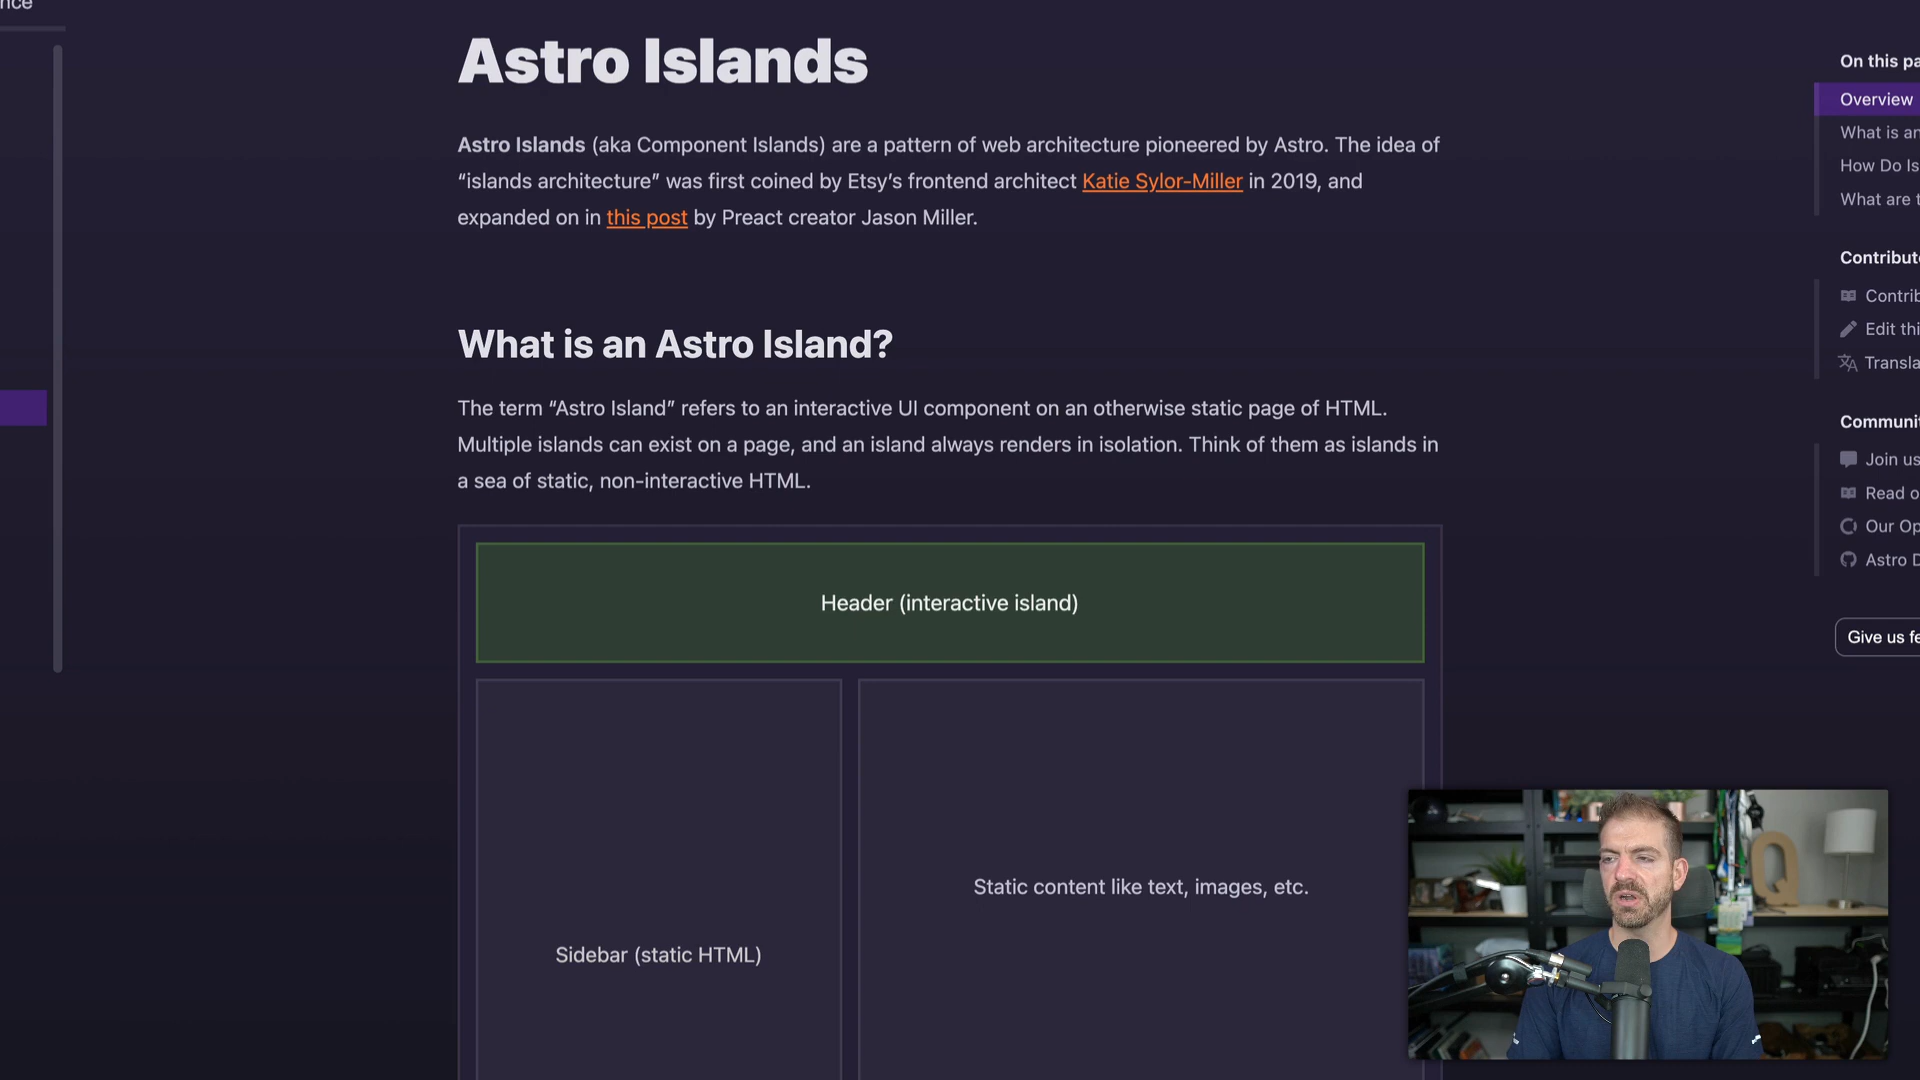 nce
Astro Islands
Astro Islands (aka Component Islands) are a pattern of web architecture pioneered by Astro. The idea of
“islands architecture” was first coined by Etsy’s frontend architect Katie Sylor-Miller in 2019, and
expanded on in this post by Preact creator Jason Miller.
What is an Astro Island?
The term “Astro Island” refers to an interactive UI component on an otherwise static page of HTML.
Multiple islands can exist on a page, and an island always renders in isolation. Think of them as islands in
a sea of static, non-interactive HTML.
Header (interactive island)
Sidebar (static HTML)
Static content like text, images, etc.
On this pa
Overview
What is an
How Do Is
What are t
Contribut
Contrib
Edit thi
Transla
Communi
Join us
Read o
Our Op
Astro D
Give us fe
Q